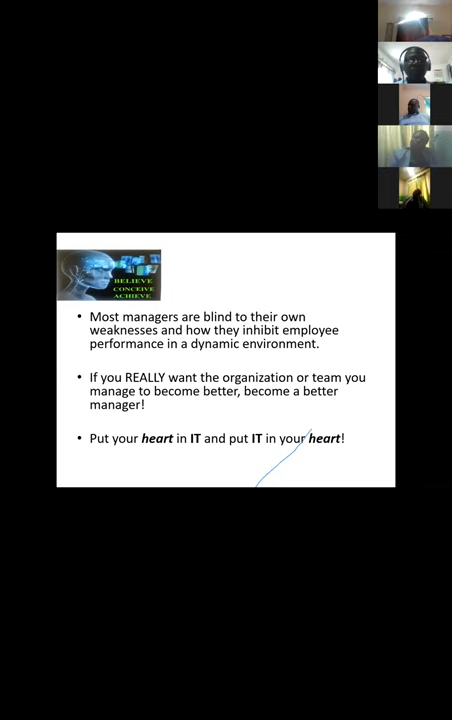 BELIEVE
CONCEIVE
ACHIEVE
• Most managers are blind to their own
weaknesses and how they inhibit employee
performance in a dynamic environment.
• If you REALLY want the organization or team you
manage to become better, become a better
manager!
• Put your heart in IT and put IT in your heart!